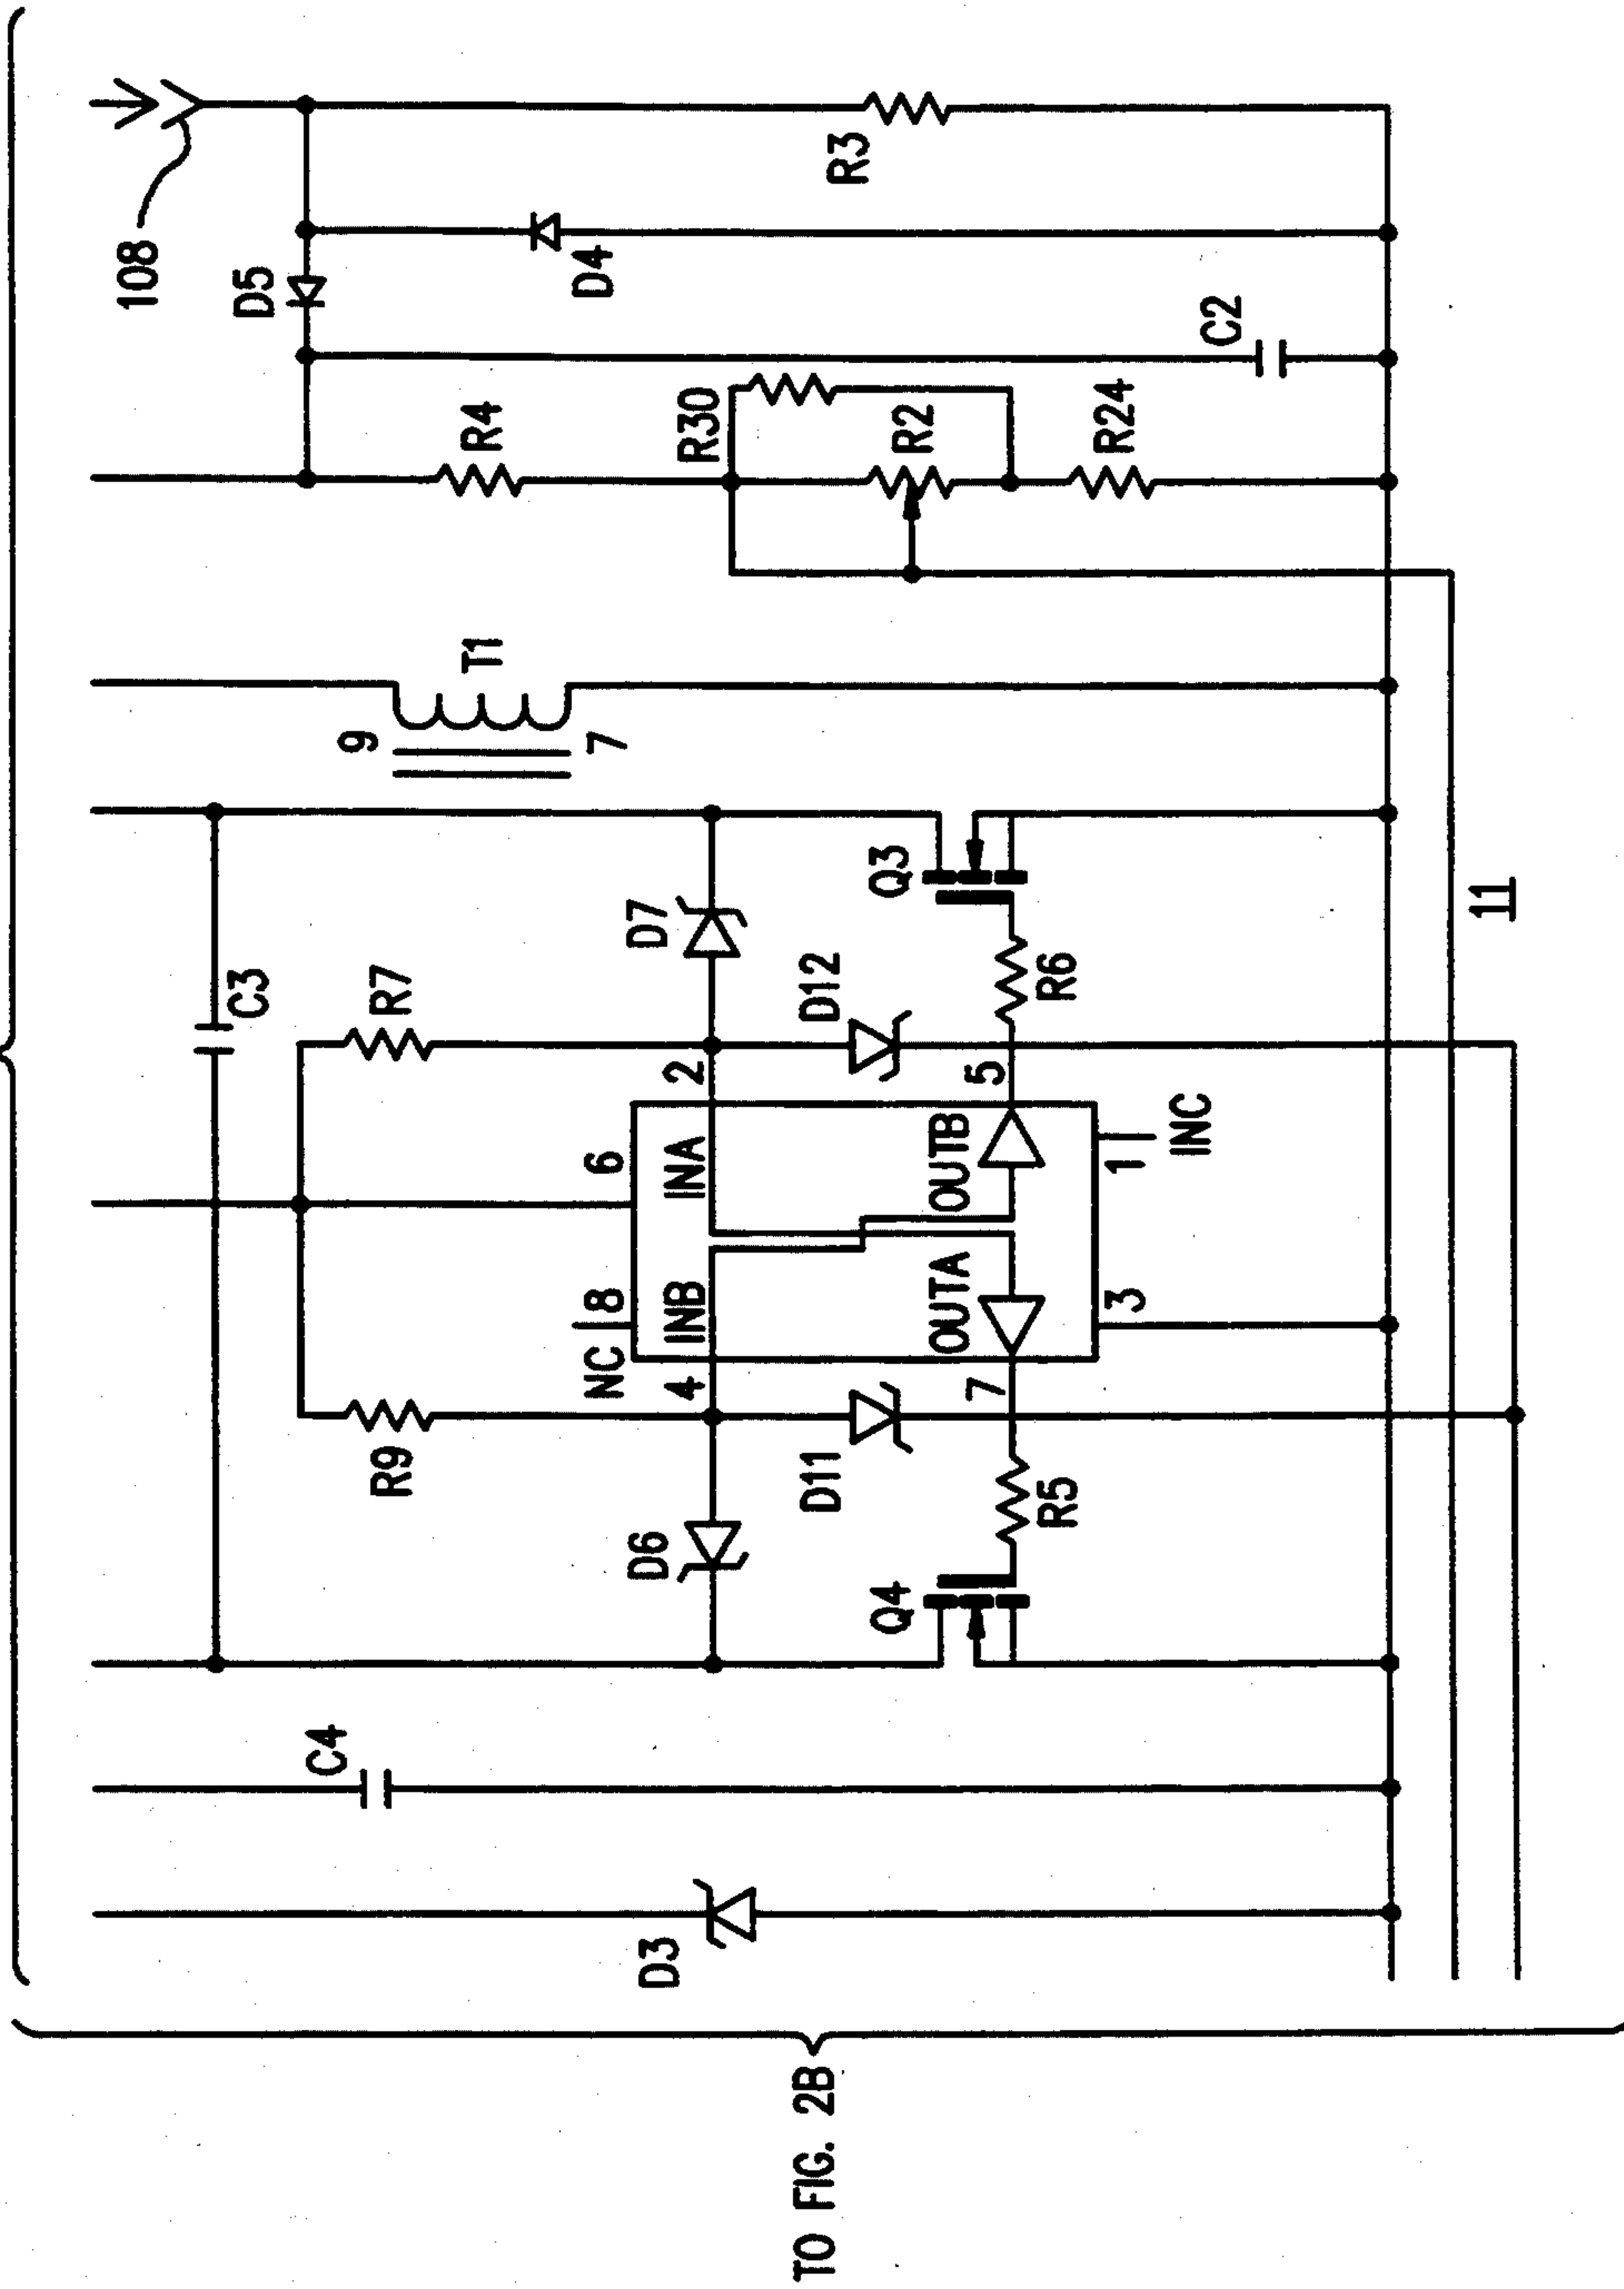 108
C3
D5
C4
9
R9
R7
T1
R4
D4
NC
8
6
7
D3
D6
D7
4
INB
INA
2
R30
TO FIG. 2B
D11
D12
R3
Q4
Q3
R2
OUTA
OUTB
7
5
R5
R6
R24
3
1
INC
C2
11